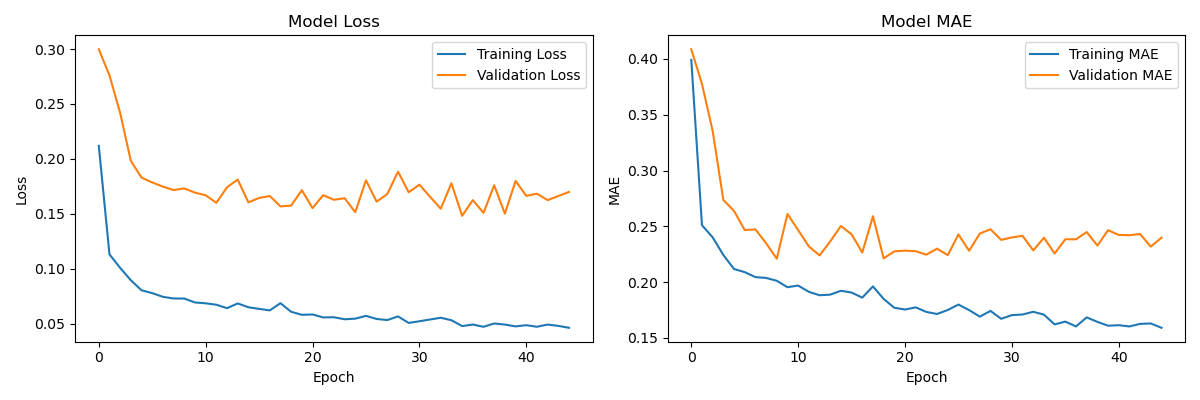 Model Loss
Loss
0.30
0.25
0.20
0.15
0.10
0.05
Training Loss
Validation Loss
0 10 20 30 40
Epoch
Model MAE
MAE
0.40
0.35
0.30
0.25
0.20
0.15
Training MAE
Validation MAE
0 10 20 30 40
Epoch